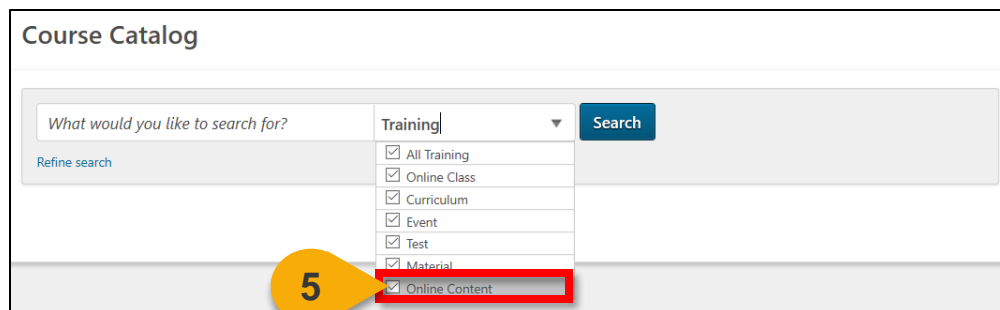 Course Catalog
What would you like to search for?
Training
Search
Refine search
All Training
Online Class
Curriculum
Event
Test
Material
5
Online Content